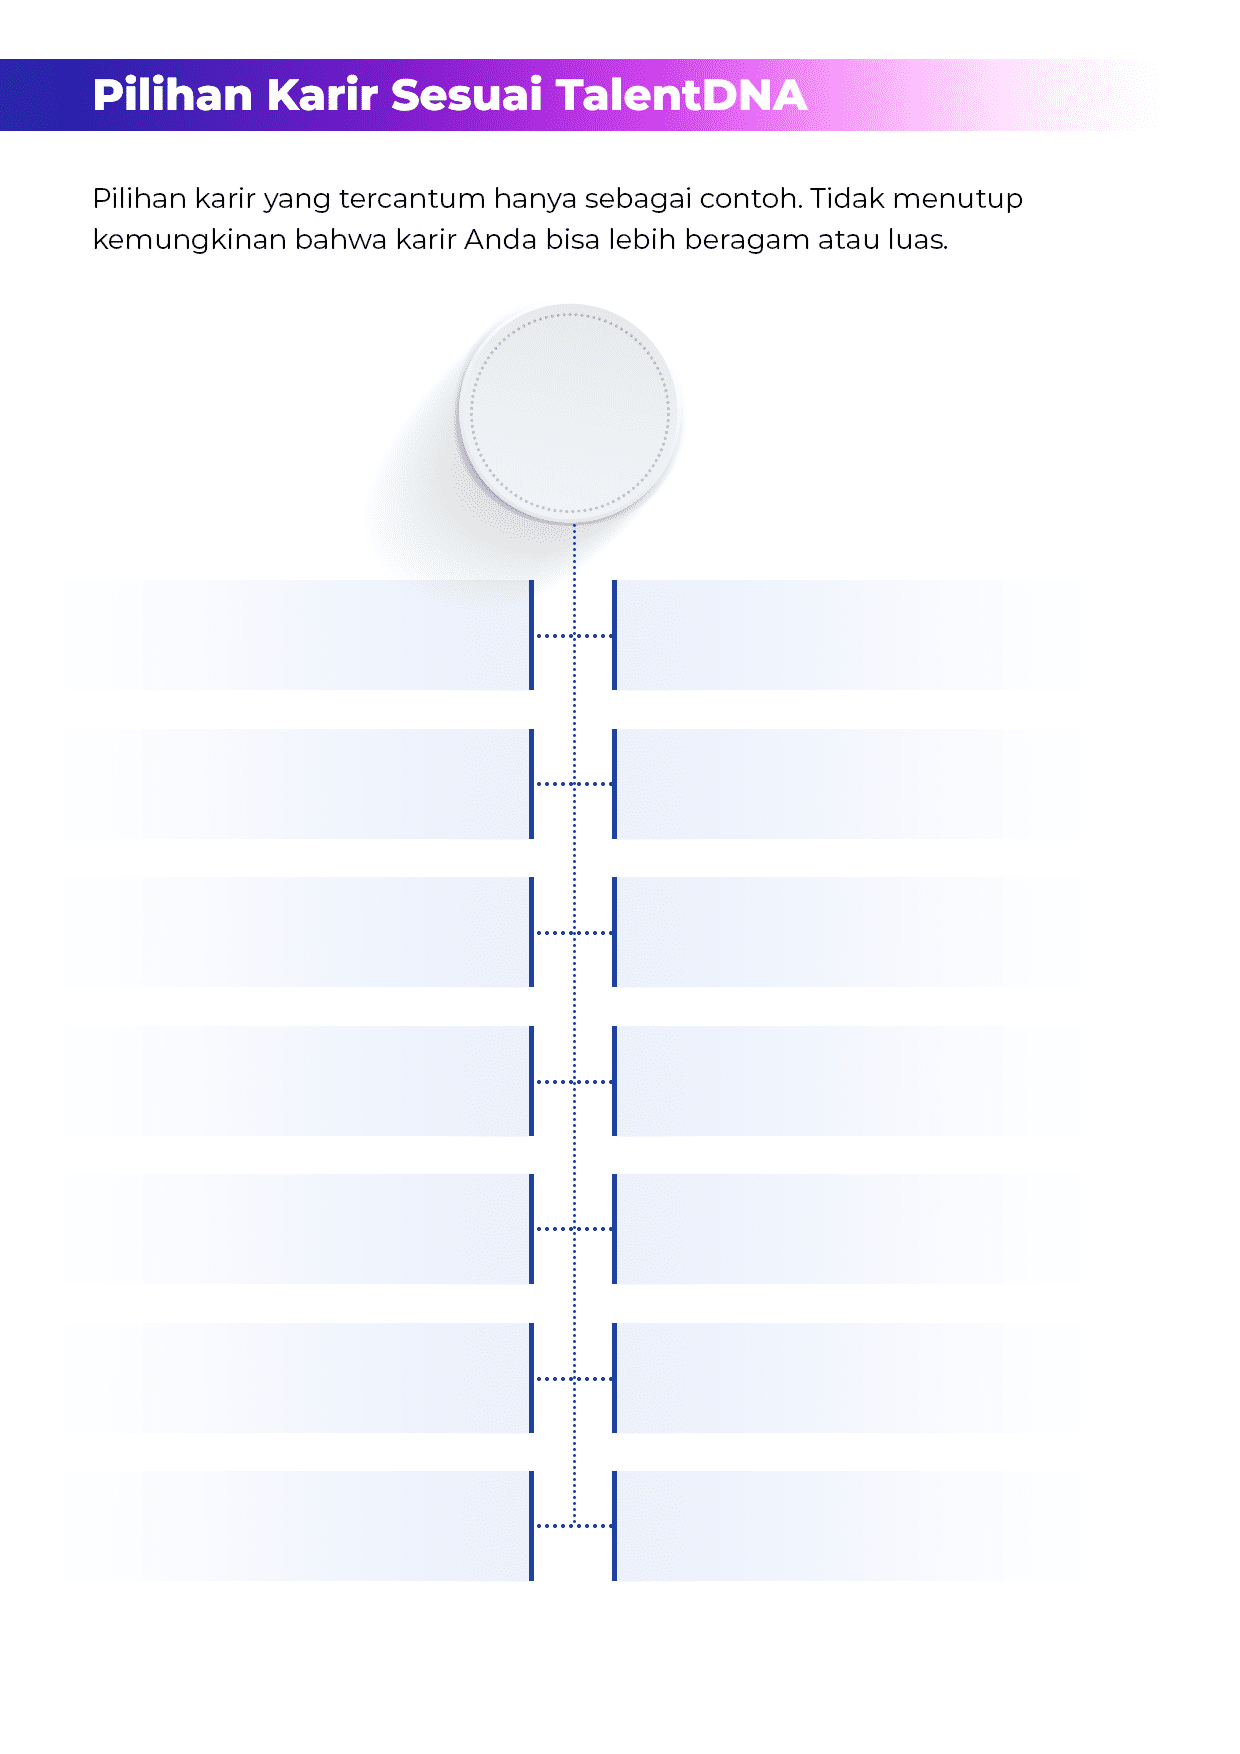 Pilihan Karir Sesuai TalentDNA
Pilihan karir yang tercantum hanya sebagai contoh. Tidak menutup
kemungkinan bahwa karir Anda bisa lebih beragam atau luas.